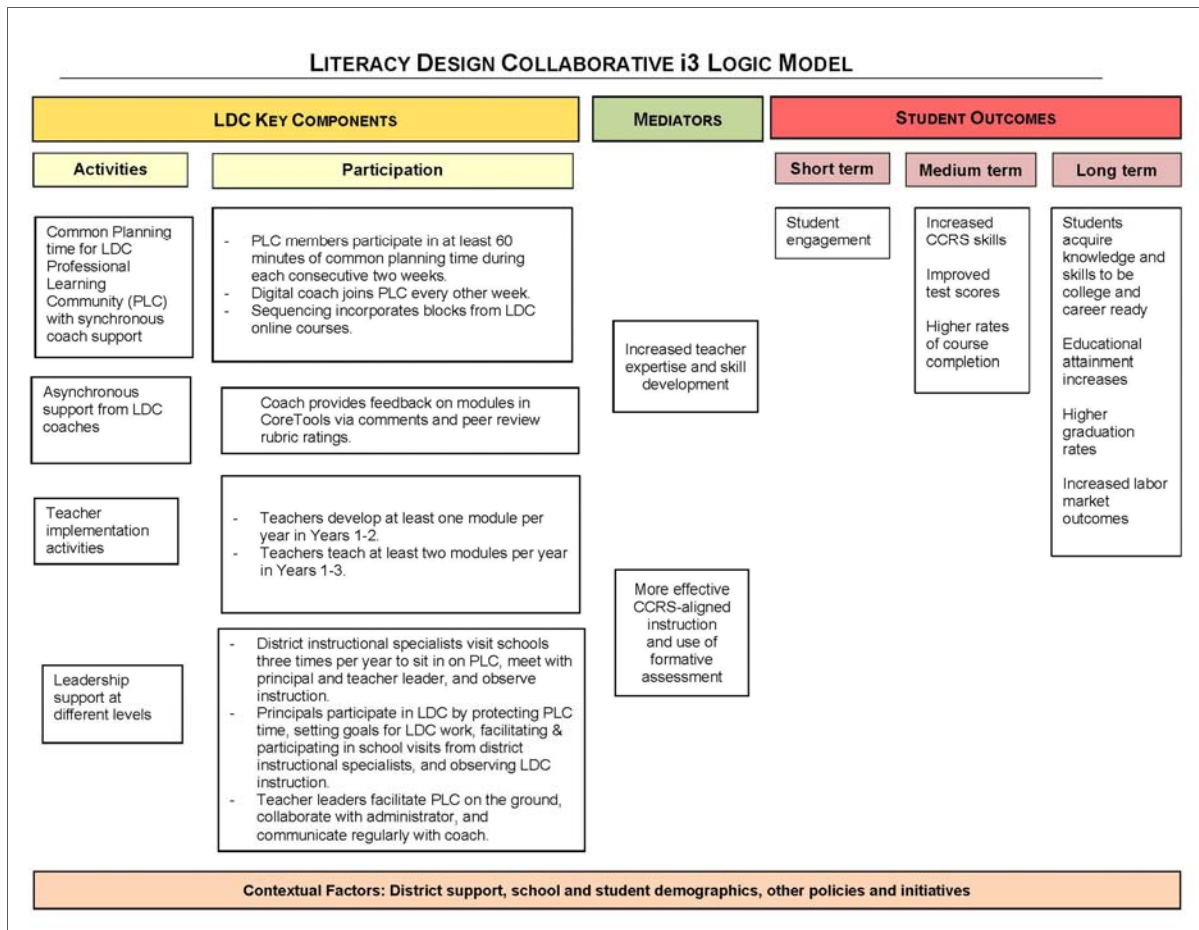 LITERACY DESIGN COLLABORATIVE i3 LOGIC MODEL
LDC KEY COMPONENTS
MEDIATORS
STUDENT OUTCOMES
Activities
Participation
Short term
Medium term
Long term
Common Planning
time for LDC
Professional
Learning
Community (PLC)
with synchronous
coach support
- PLC members participate in at least 60
minutes of common planning time during
each consecutive two weeks.
- Digital coach joins PLC every other week.
- Sequencing incorporates blocks from LDC
online courses.
Asynchronous
support from LDC
coaches
Coach provides feedback on modules in
CoreTools via comments and peer review
rubric ratings.
Teacher
implementation
activities
- Teachers develop at least one module per
year in Years 1-2.
- Teachers teach at least two modules per year
in Years 1-3.
Leadership
support at
different levels
- District instructional specialists visit schools
three times per year to sit in on PLC, meet with
principal and teacher leader, and observe
instruction.
- Principals participate in LDC by protecting PLC
time, setting goals for LDC work, facilitating &
participating in school visits from district
instructional specialists, and observing LDC
instruction.
- Teacher leaders facilitate PLC on the ground,
collaborate with administrator, and
communicate regularly with coach.
Increased teacher
expertise and skill
development
More effective
CCRS-aligned
instruction
and use of
formative
assessment
Student
engagement
Increased
CCRS skills
Improved
test scores
Higher rates
of course
completion
Students
acquire
knowledge and
skills to be
college and
career ready
Educational
attainment
increases
Higher
graduation
rates
Increased labor
market
outcomes
Contextual Factors: District support, school and student demographics, other policies and initiatives